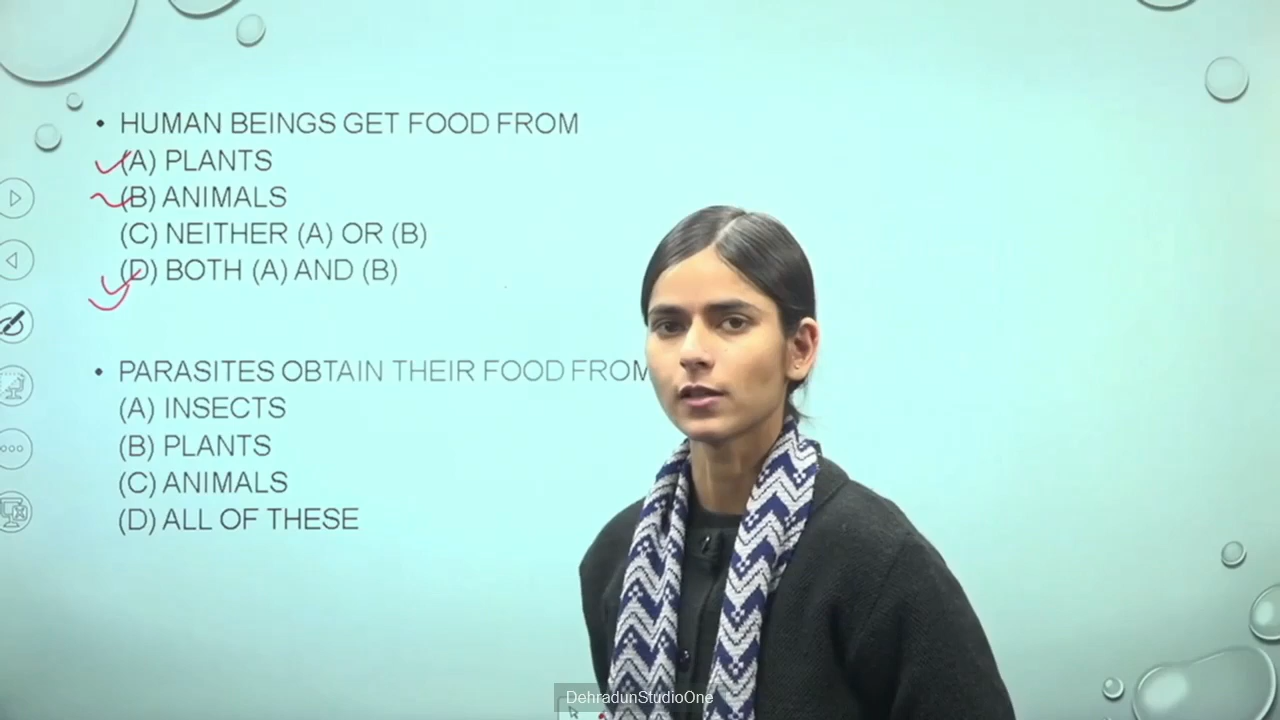 • HUMAN BEINGS GET FOOD FROM
(A) PLANTS
(B) ANIMALS
(C) NEITHER (A) OR (B)
(D) BOTH (A) AND (B)
• PARASITES OBTAIN THEIR FOOD FROM
(A) INSECTS
(B) PLANTS
(C) ANIMALS
(D) ALL OF THESE
DehradunStudioOne